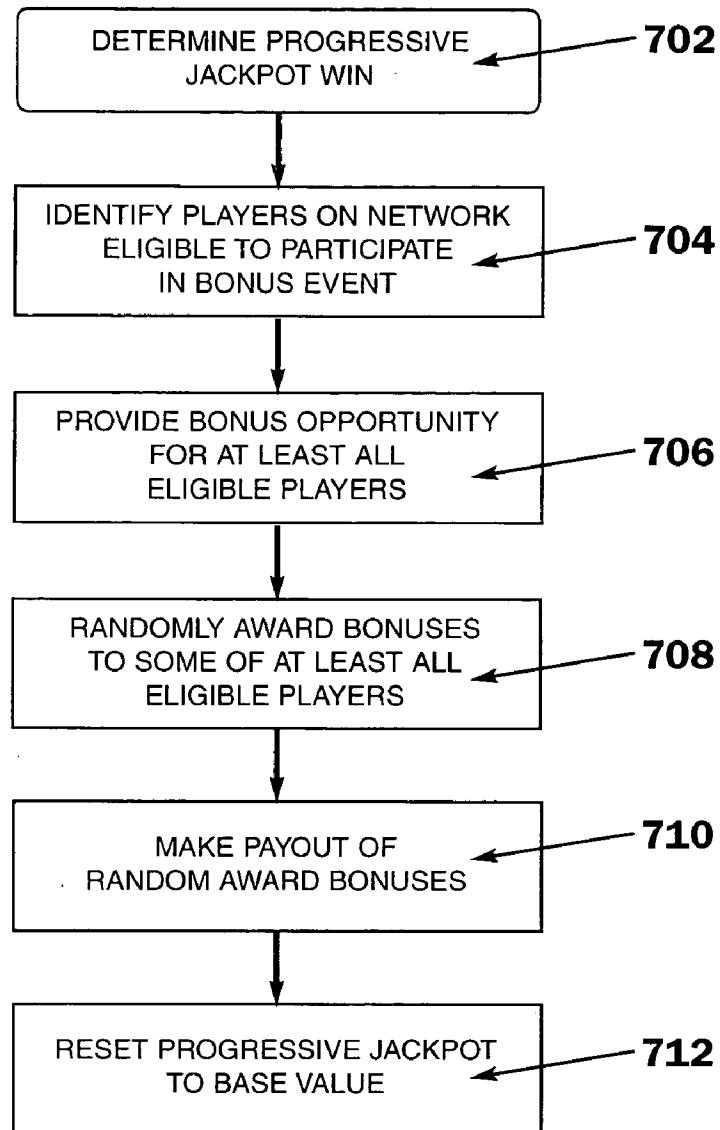 DETERMINE PROGRESSIVE
JACKPOT WIN
702
IDENTIFY PLAYERS ON NETWORK
ELIGIBLE TO PARTICIPATE
IN BONUS EVENT
704
PROVIDE BONUS OPPORTUNITY
FOR AT LEAST ALL
ELIGIBLE PLAYERS
706
RANDOMLY AWARD BONUSES
TO SOME OF AT LEAST ALL
ELIGIBLE PLAYERS
708
MAKE PAYOUT OF
RANDOM AWARD BONUSES
710
RESET PROGRESSIVE JACKPOT
TO BASE VALUE
712